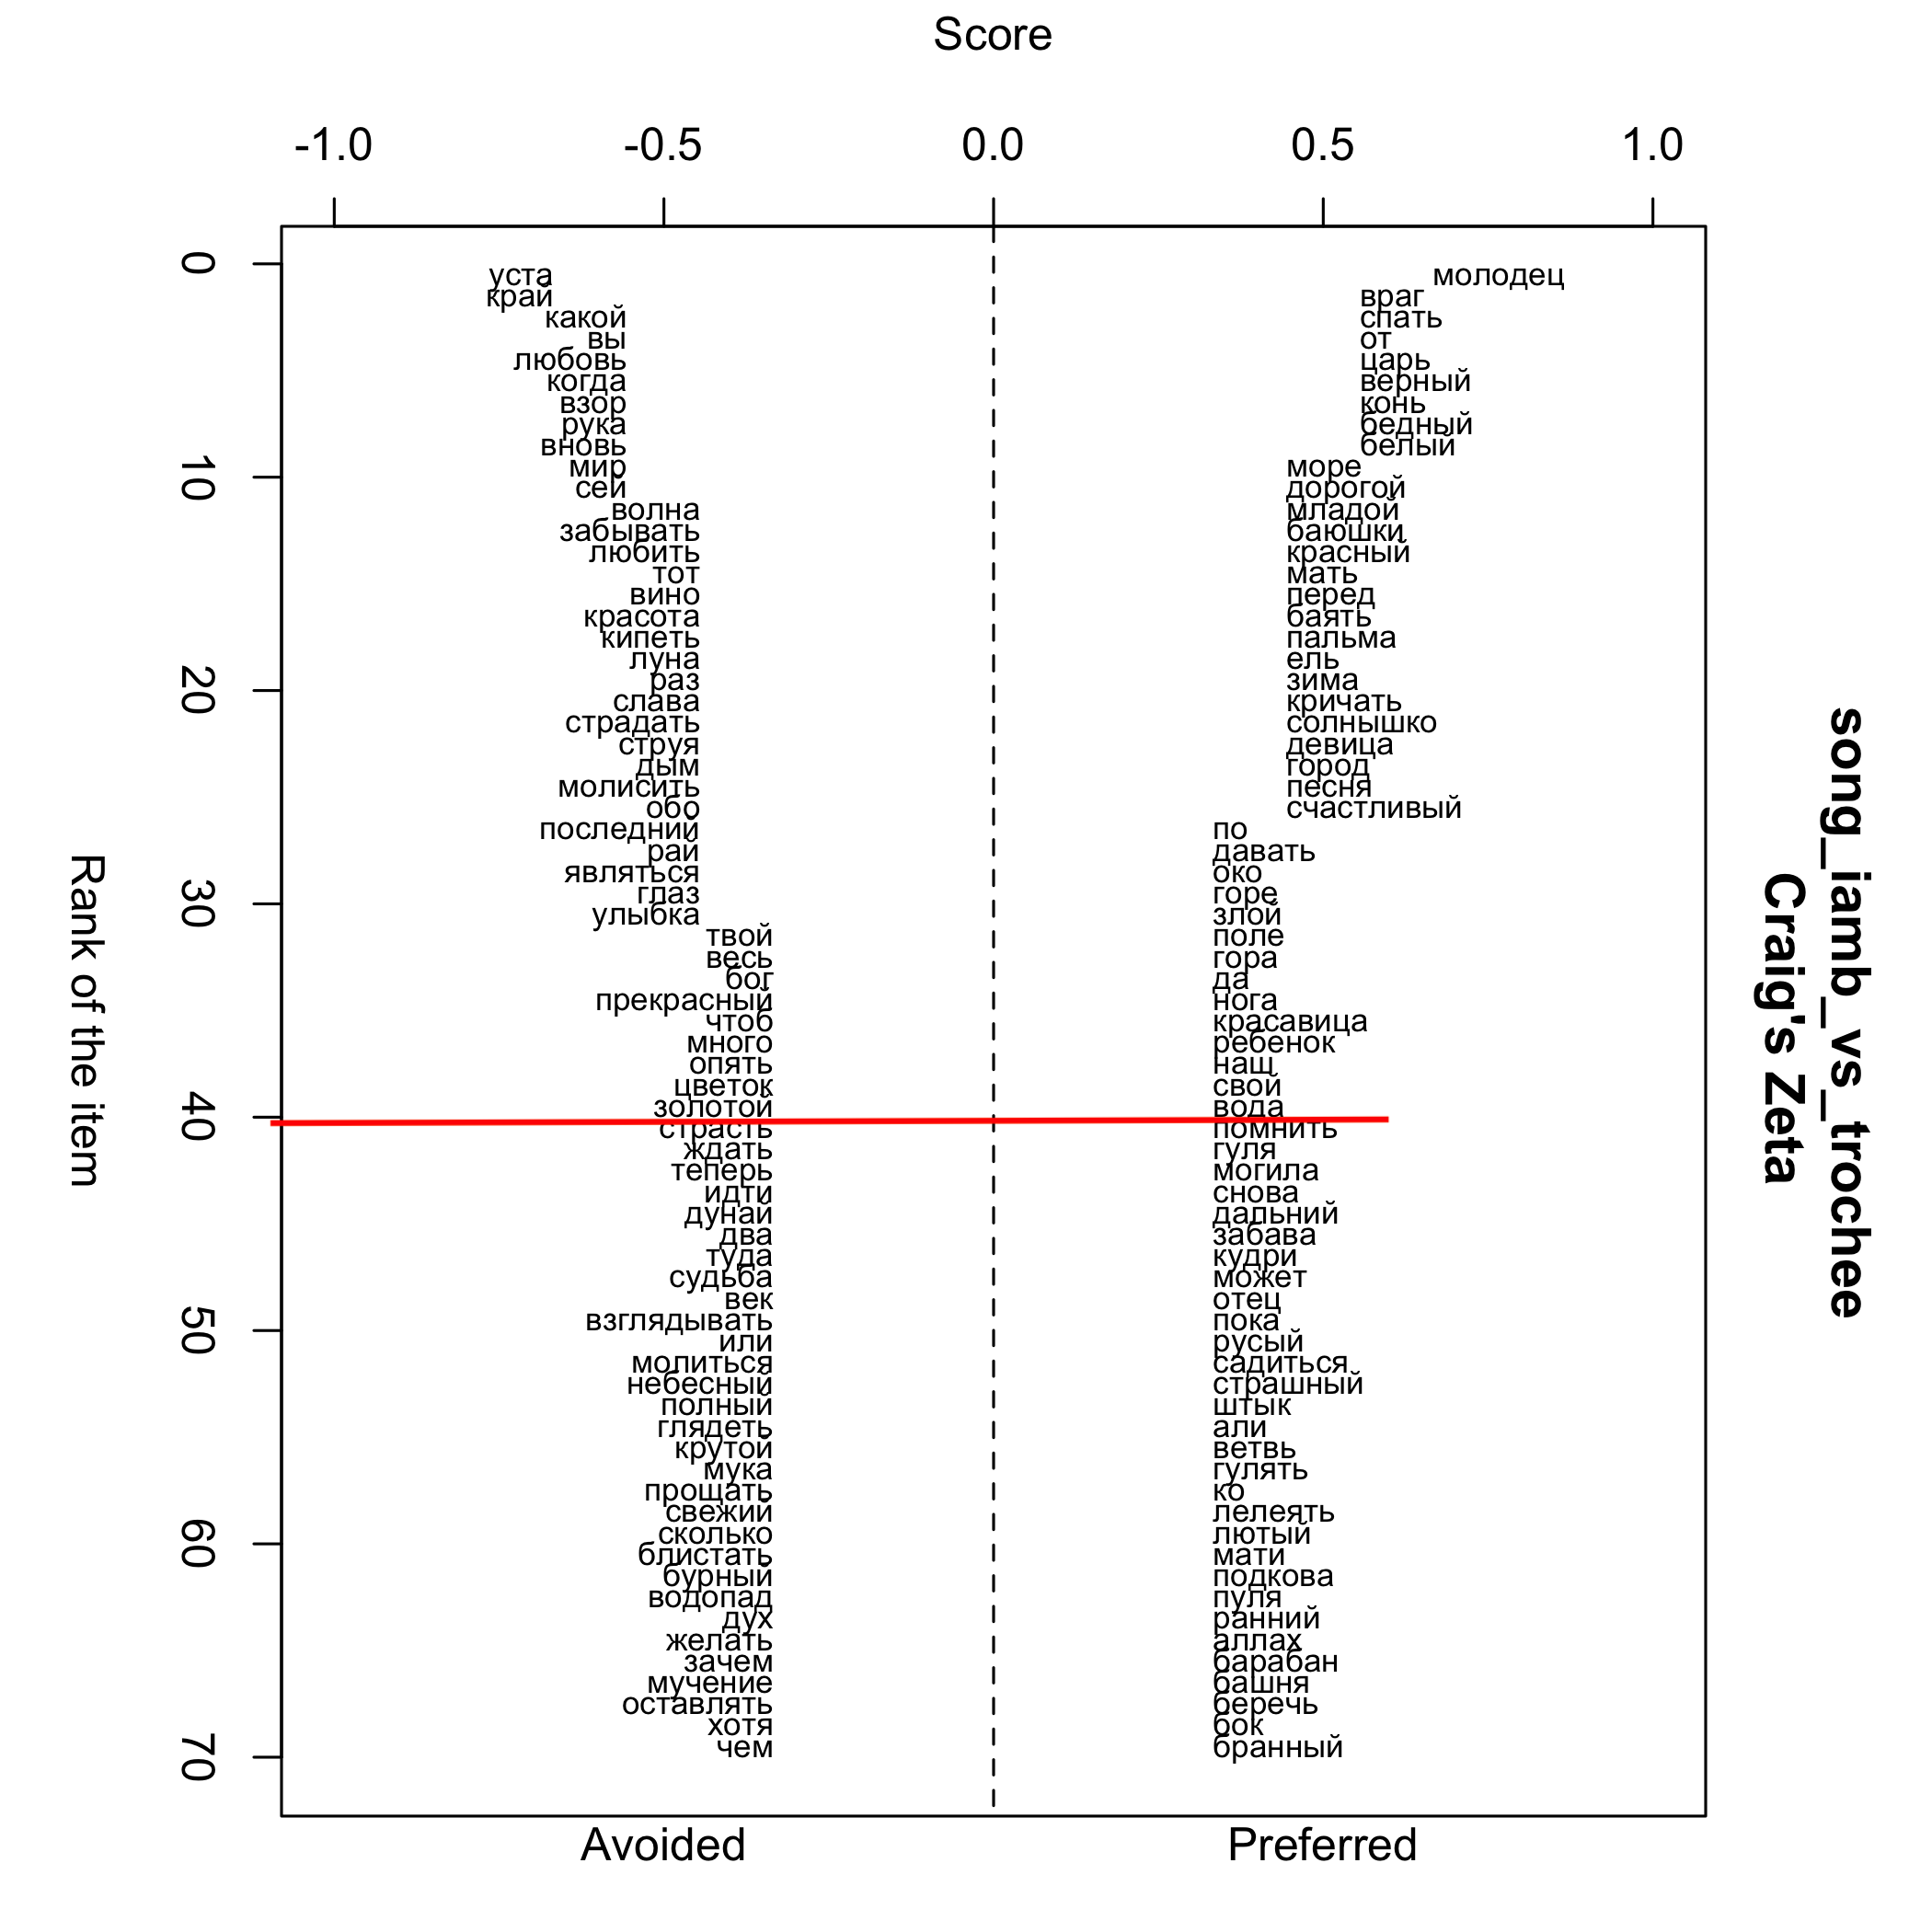 Score
-1.0 -0.5 0.0 0.5 1.0
song_iamb_vs_trochee
Craig's Zeta
Rank of the item
0
10
20
30
40
50
60
70
уста молодец
край враг
какой спать
вы от
любовь царь
когда верный
взор конь
рука бедный
вновь белый
мир море
сей дорогой
волна младой
забывать баюшки
любить красный
тот мать
вино перед
красота баять
кипеть пальма
луна ель
раз зима
слава кричать
страдать солнышко
струя девица
дым город
молисить песня
обо счастливый
последний по
рай давать
являться око
глаз горе
улыбка злой
твой поле
весь гора
бог да
прекрасный нога
чтоб красавица
много ребенок
опять наш
цветок свой
золотой вода
страсть помнить
ждать гуля
теперь могила
идти снова
дунай дальний
два забава
туда кудри
судьба может
век отец
взглядывать пока
или русый
молиться садиться
небесный страшный
полный штык
глядеть али
крутой ветвь
мука гулять
прощать ко
свежий лелеять
сколько лютый
блистать мати
бурный подкова
водопад пуля
дух ранний
желать аллах
зачем барабан
мучение башня
оставлять беречь
хотя бок
чем бранный
Avoided Preferred